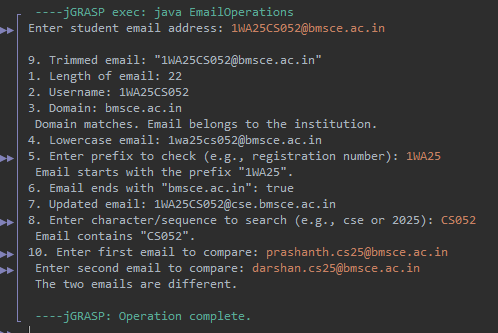 ----jGRASP exec: java EmailOperations
Enter student email address: 1WA25CS052@bmsce.ac.in
9. Trimmed email: "1WA25CS052@bmsce.ac.in"
1. Length of email: 22
2. Username: 1WA25CS052
3. Domain: bmsce.ac.in
Domain matches. Email belongs to the institution.
4. Lowercase email: 1wa25cs052@bmsce.ac.in
5. Enter prefix to check (e.g., registration number): 1WA25
Email starts with the prefix "1WA25".
6. Email ends with "bmsce.ac.in": true
7. Updated email: 1WA25CS052@cse.bmsce.ac.in
8. Enter character/sequence to search (e.g., cse or 2025): CS052
Email contains "CS052".
10. Enter first email to compare: prashanth.cs25@bmsce.ac.in
Enter second email to compare: darshan.cs25@bmsce.ac.in
The two emails are different.
----jGRASP: Operation complete.